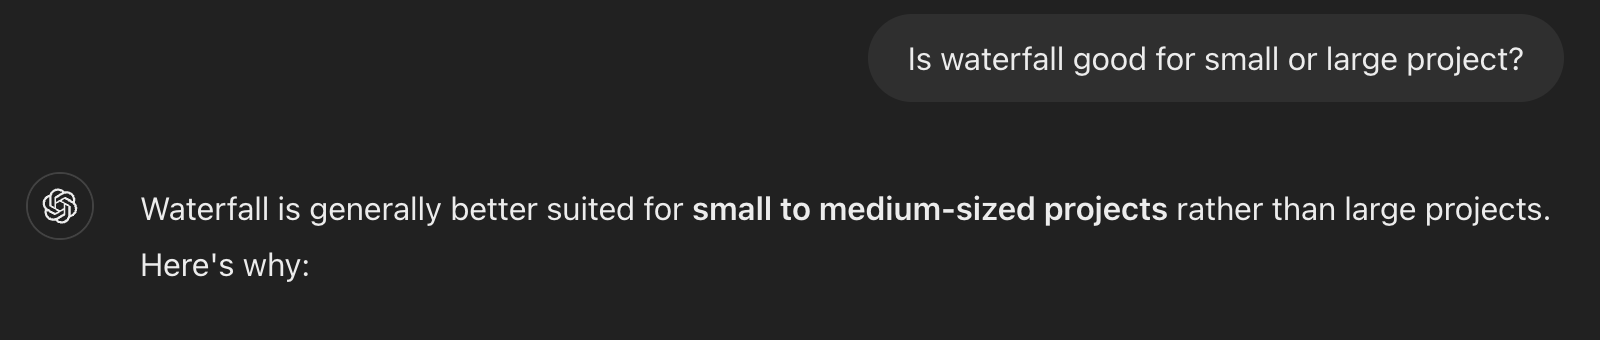 Is waterfall good for small or large project?
Waterfall is generally better suited for small to medium-sized projects rather than large projects.
Here's why: